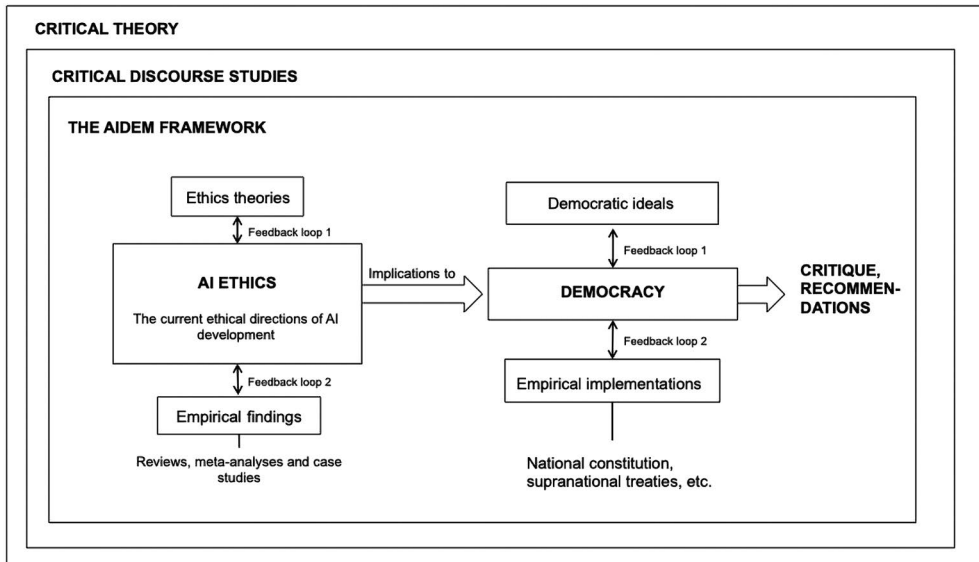 CRITICAL THEORY
CRITICAL DISCOURSE STUDIES
THE AIDEM FRAMEWORK
Ethics theories
Feedback loop 1
AI ETHICS
The current ethical directions of AI
development
Feedback loop 2
Empirical findings
Reviews, meta-analyses and case
studies
Implications to
Democratic ideals
Feedback loop 1
DEMOCRACY
Feedback loop 2
Empirical implementations
National constitution,
supranational treaties, etc.
CRITIQUE,
RECOMMEN-
DATIONS